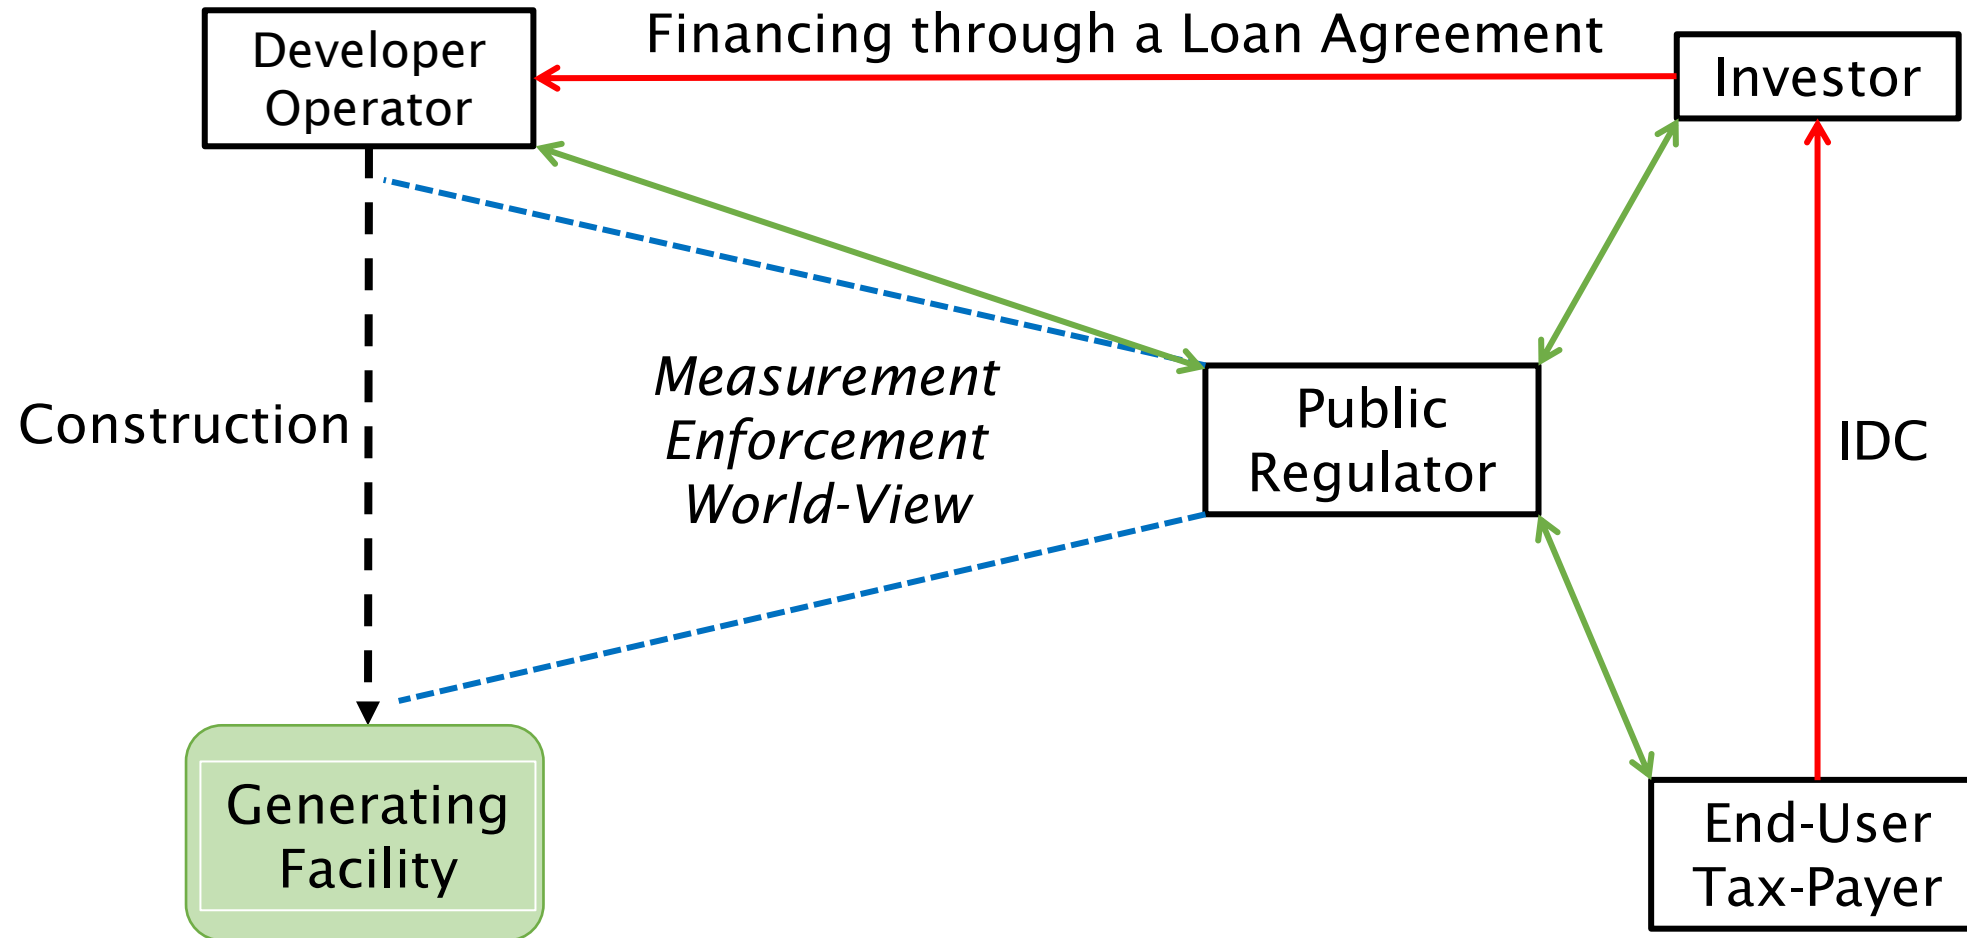 Financing through a Loan Agreement
Developer
Operator
Investor
Measurement
Enforcement
World-View
Construction
Public
Regulator
IDC
Generating
Facility
End-User
Tax-Payer